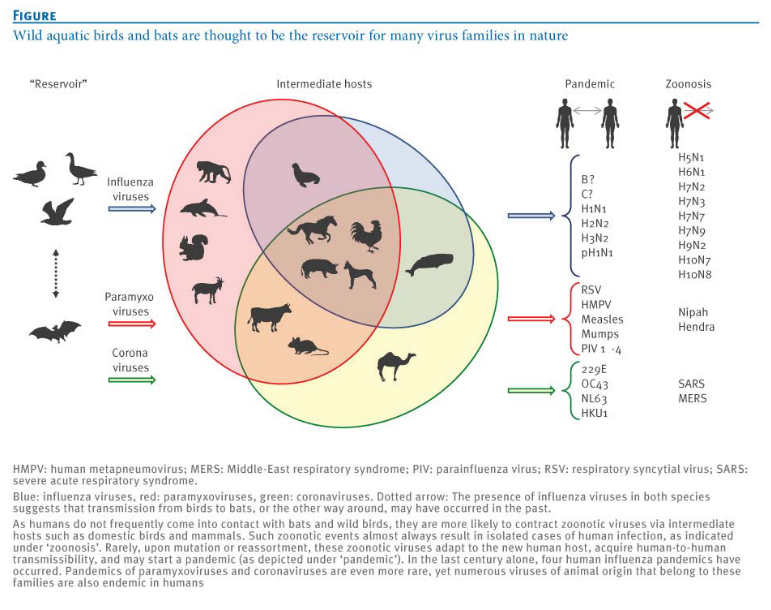 FIGURE
Wild aquatic birds and bats are thought to be the reservoir for many virus families in nature
“Reservoir”
Intermediate hosts
Pandemic
Zoonosis
Influenza
viruses
Paramyxo
viruses
Corona
viruses
B?
C?
H1N1
H2N2
H3N2
pH1N1
H5N1
H6N1
H7N2
H7N3
H7N7
H7N9
H9N2
H10N7
H10N8
RSV
HMPV
Measles
Mumps
PIV 1 -4
Nipah
Hendra
229E
OC43
NL63
HKU1
SARS
MERS
HMPV: human metapneumovirus; MERS: Middle-East respiratory syndrome; PIV: parainfluenza virus; RSV: respiratory syncytial virus; SARS:
severe acute respiratory syndrome.
Blue: influenza viruses, red: paramyxoviruses, green: coronaviruses. Dotted arrow: The presence of influenza viruses in both species
suggests that transmission from birds to bats, or the other way around, may have occurred in the past.
As humans do not frequently come into contact with bats and wild birds, they are more likely to contract zoonotic viruses via intermediate
hosts such as domestic birds and mammals. Such zoonotic events almost always result in isolated cases of human infection, as indicated
under ‘zoonosis’. Rarely, upon mutation or reassortment, these zoonotic viruses adapt to the new human host, acquire human-to-human
transmissibility, and may start a pandemic (as depicted under ‘pandemic’). In the last century alone, four human influenza pandemics have
occurred. Pandemics of paramyxoviruses and coronaviruses are even more rare, yet numerous viruses of animal origin that belong to these
families are also endemic in humans